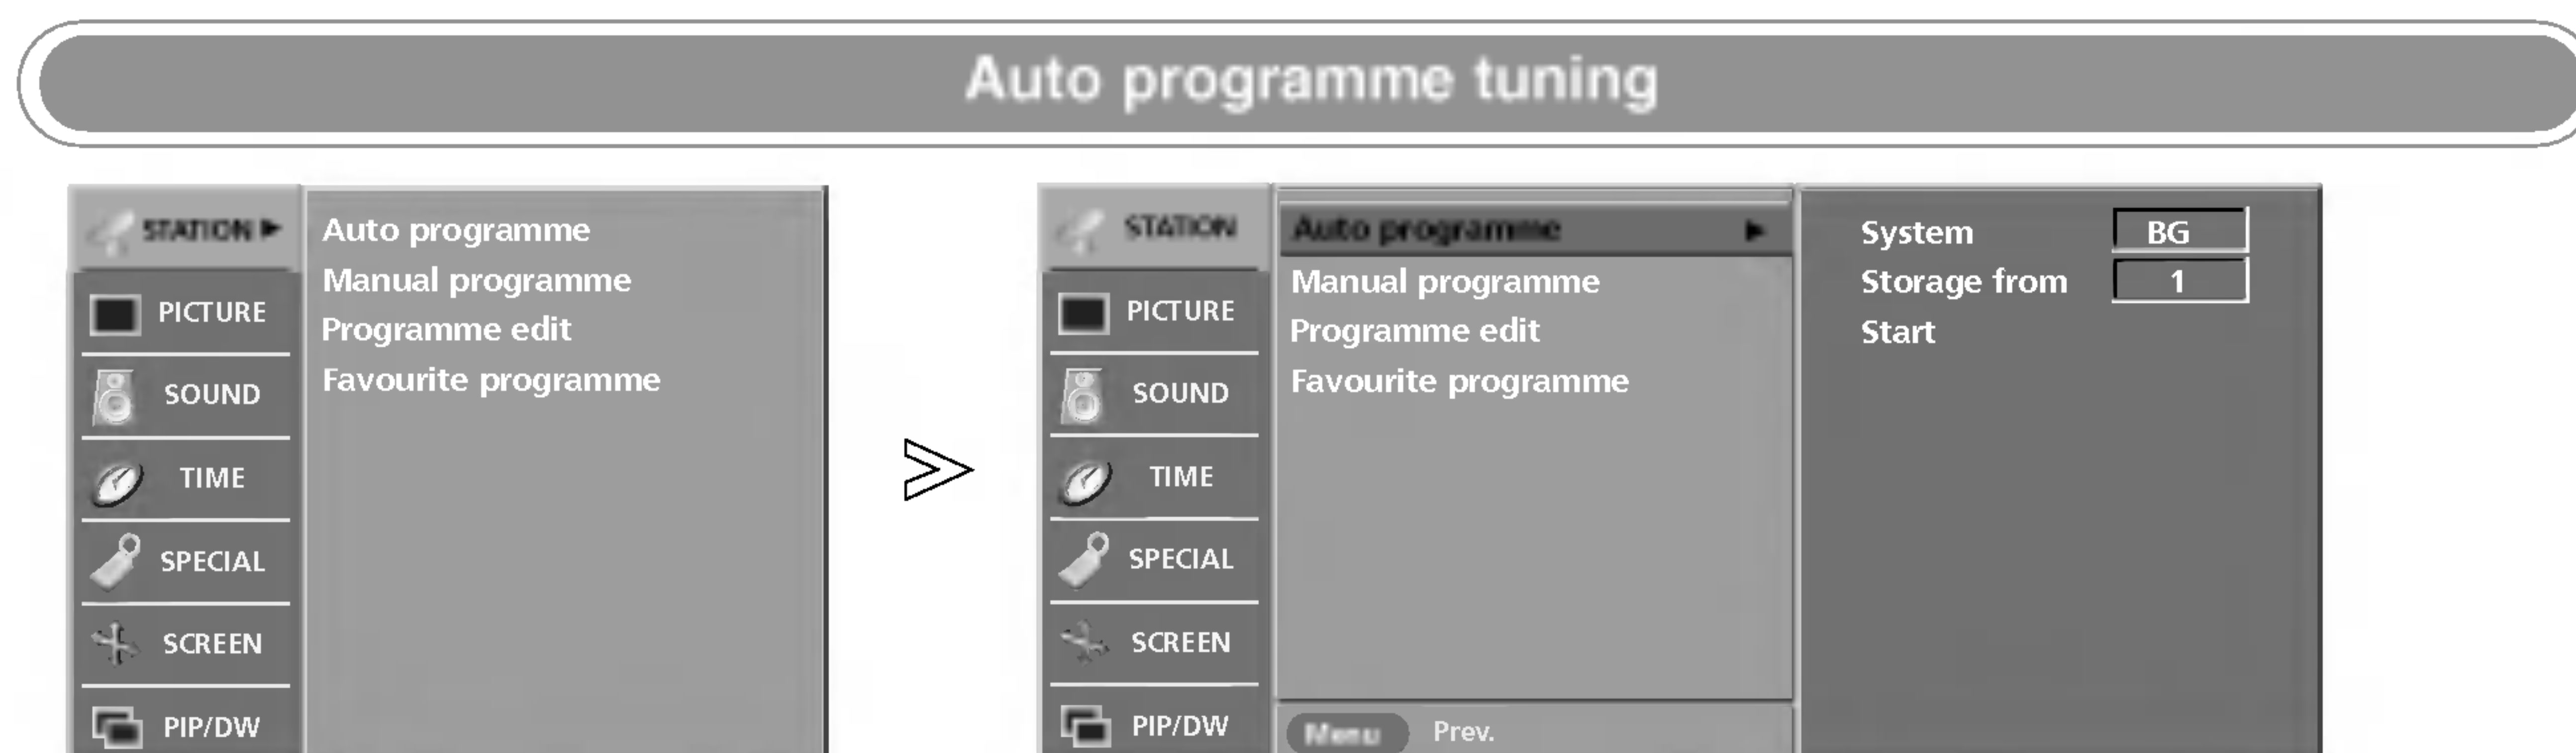 Auto programme tuning
STATION ▶
Auto programme
Manual programme
Programme edit
Favourite programme
PICTURE
SOUND
TIME
SPECIAL
SCREEN
PIP/DW
STATION
PICTURE
SOUND
TIME
SPECIAL
SCREEN
PIP/DW
Auto programme ▶
Manual programme
Programme edit
Favourite programme
Menu Prev.
System BG
Storage from 1
Start